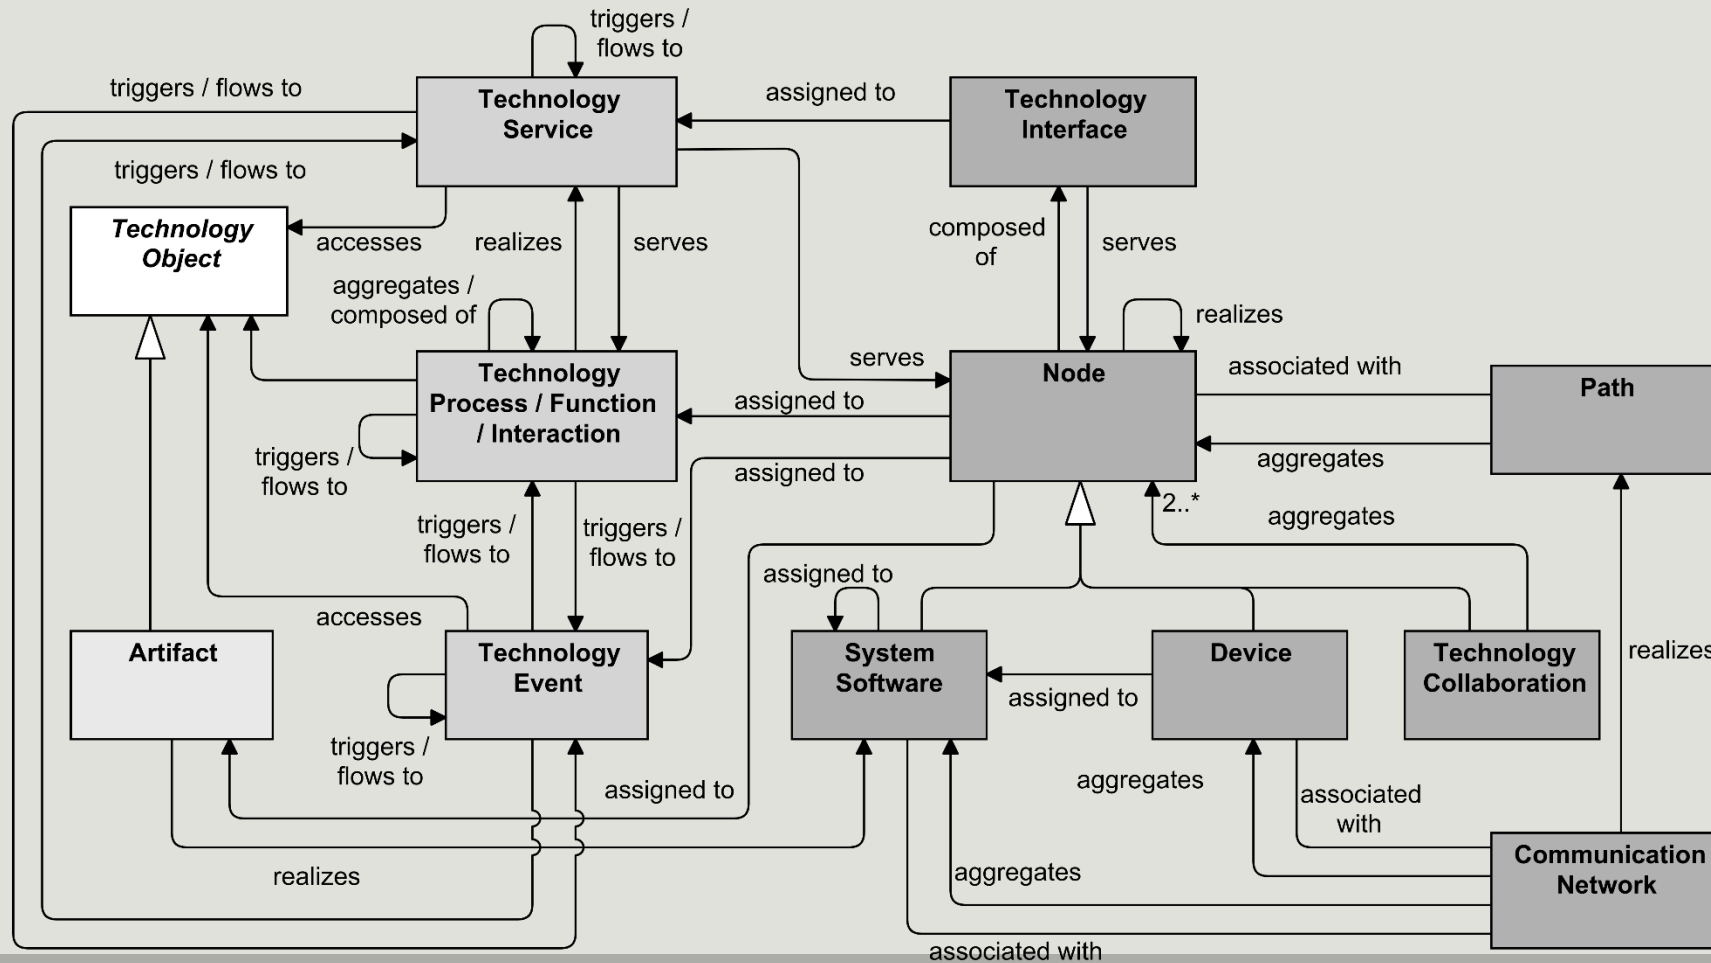 triggers /
flows to
triggers / flows to
Technology
Service
assigned to
Technology
Interface
triggers / flows to
Technology
Object
accesses
realizes
serves
composed
of
serves
aggregates /
composed of
realizes
Technology
Process / Function
/ Interaction
serves
Node
associated with
Path
assigned to
triggers /
flows to
assigned to
aggregates
2..*
aggregates
triggers /
flows to
triggers /
flows to
assigned to
accesses
Artifact
Technology
Event
System
Software
Device
Technology
Collaboration
realizes
assigned to
triggers /
flows to
assigned to
aggregates
associated
with
realizes
aggregates
Communication
Network
associated with